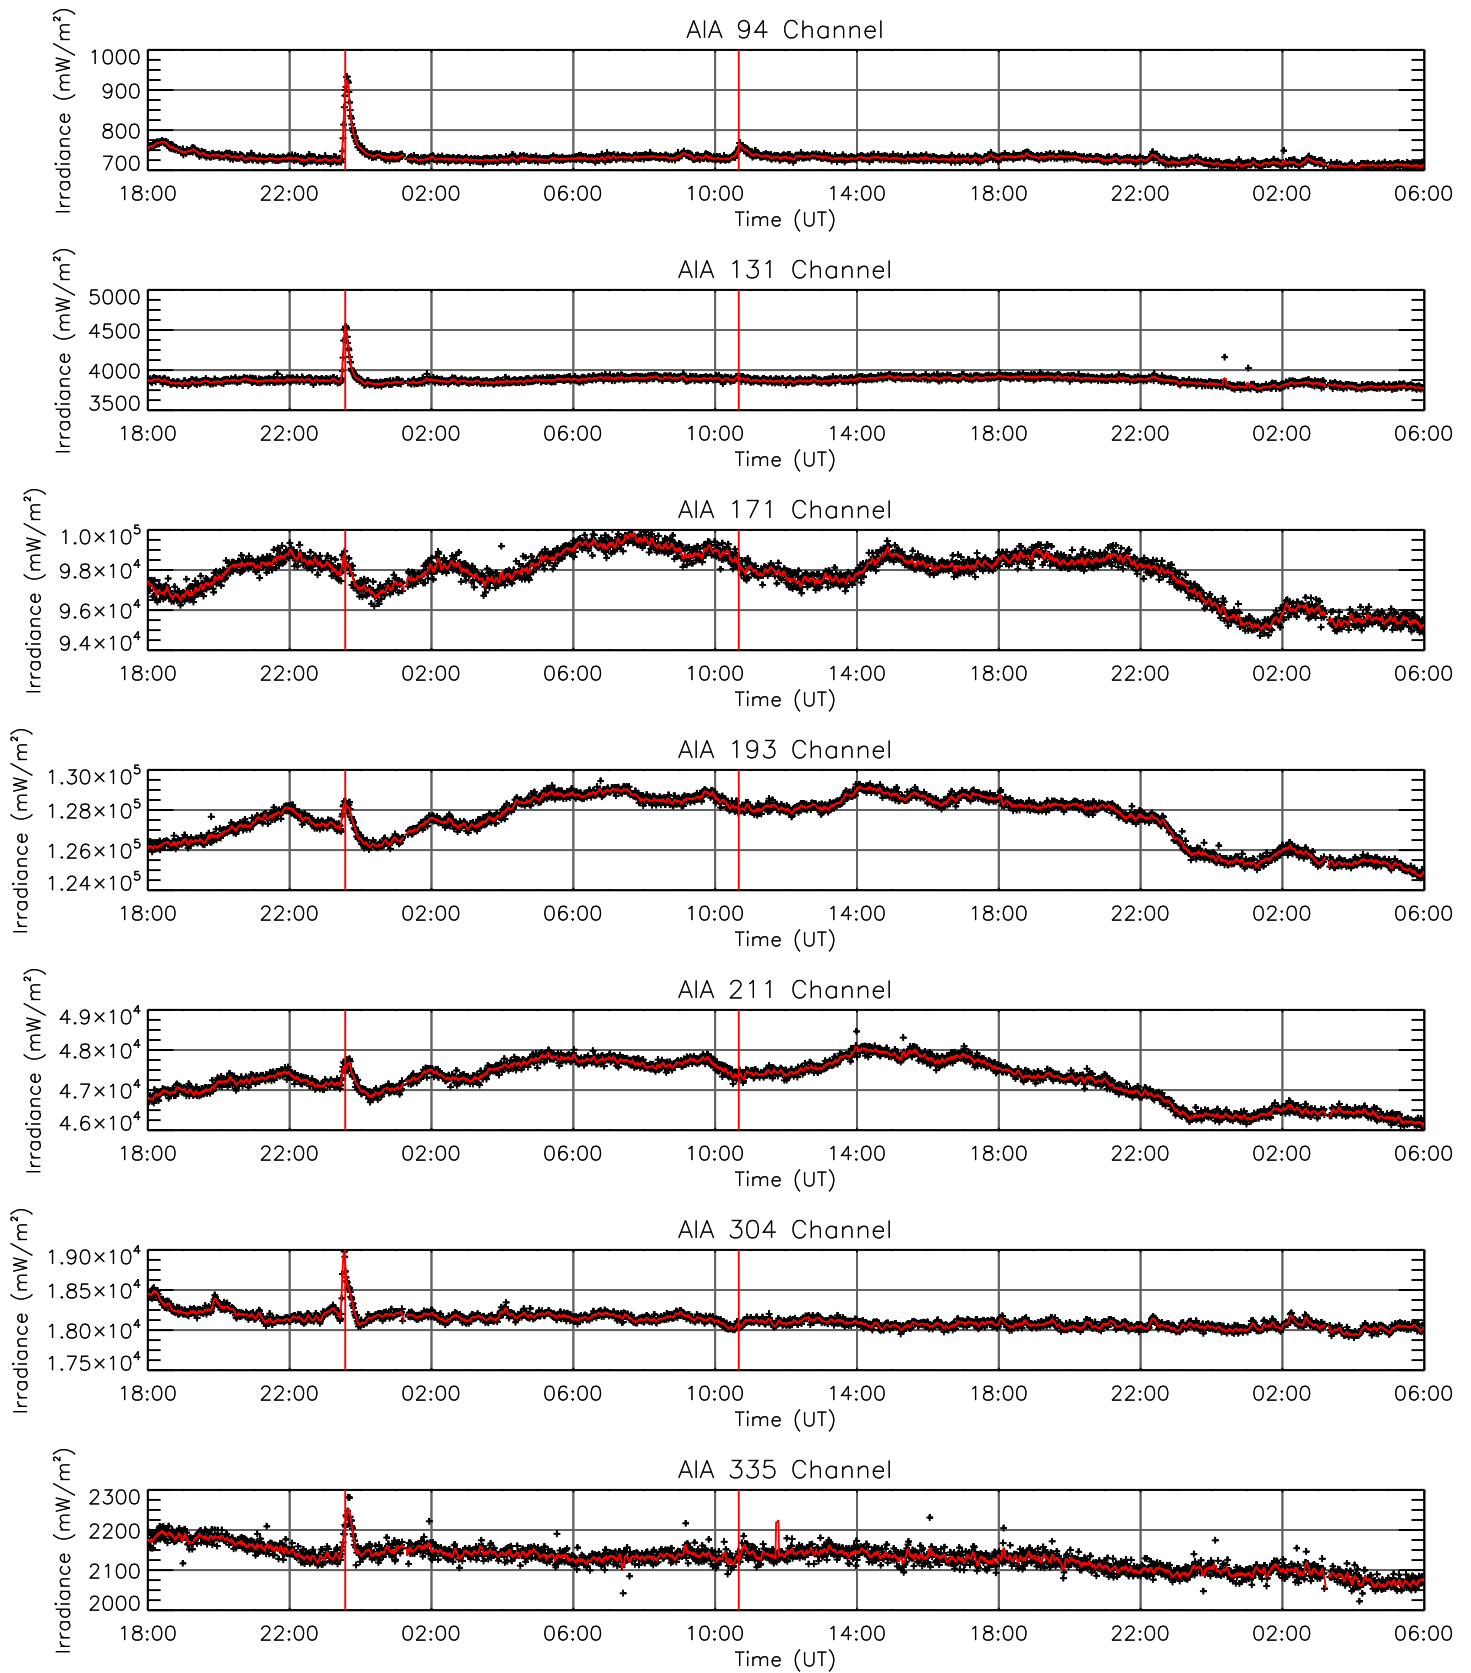 AIA 94 Channel
Irradiance (mW/m²)
1000
900
800
700
18:00 22:00 02:00 06:00 10:00 14:00 18:00 22:00 02:00 06:00
Time (UT)
AIA 131 Channel
Irradiance (mW/m²)
5000
4500
4000
3500
18:00 22:00 02:00 06:00 10:00 14:00 18:00 22:00 02:00 06:00
Time (UT)
AIA 171 Channel
Irradiance (mW/m²)
1.0×10⁵
9.8×10⁴
9.6×10⁴
9.4×10⁴
18:00 22:00 02:00 06:00 10:00 14:00 18:00 22:00 02:00 06:00
Time (UT)
AIA 193 Channel
Irradiance (mW/m²)
1.30×10⁵
1.28×10⁵
1.26×10⁵
1.24×10⁵
18:00 22:00 02:00 06:00 10:00 14:00 18:00 22:00 02:00 06:00
Time (UT)
AIA 211 Channel
Irradiance (mW/m²)
4.9×10⁴
4.8×10⁴
4.7×10⁴
4.6×10⁴
18:00 22:00 02:00 06:00 10:00 14:00 18:00 22:00 02:00 06:00
Time (UT)
AIA 304 Channel
Irradiance (mW/m²)
1.90×10⁴
1.85×10⁴
1.80×10⁴
1.75×10⁴
18:00 22:00 02:00 06:00 10:00 14:00 18:00 22:00 02:00 06:00
Time (UT)
AIA 335 Channel
Irradiance (mW/m²)
2300
2200
2100
2000
18:00 22:00 02:00 06:00 10:00 14:00 18:00 22:00 02:00 06:00
Time (UT)